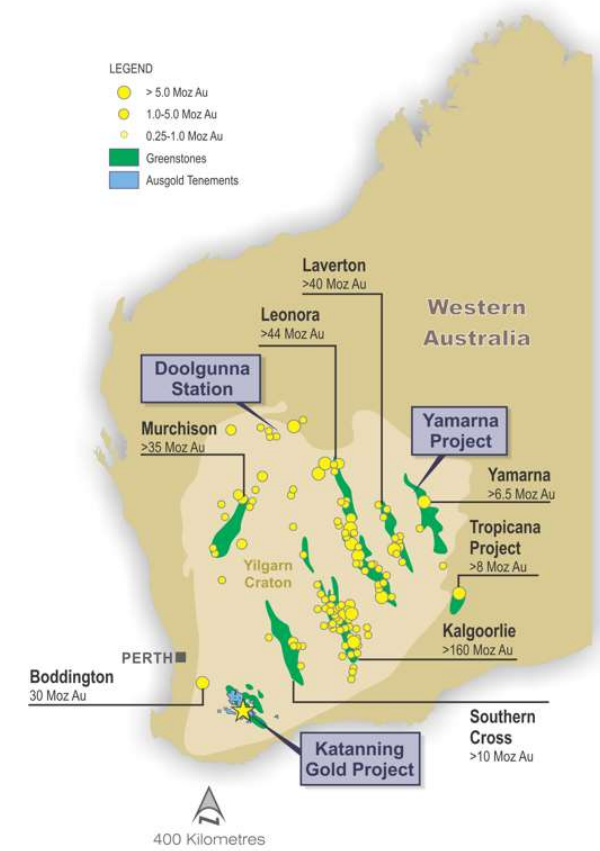 LEGEND
> 5.0 Moz Au
1.0-5.0 Moz Au
0.25-1.0 Moz Au
Greenstones
Ausgold Tenements
Laverton
>40 Moz Au
Leonora
>44 Moz Au
Western
Australia
Doolgunna
Station
Murchison
>35 Moz Au
Yamarna
Project
Yamarna
>6.5 Moz Au
Tropicana
Project
>8 Moz Au
Yilgarn
Craton
Kalgoorlie
>160 Moz Au
PERTH
Boddington
30 Moz Au
Southern
Cross
>10 Moz Au
Katanning
Gold Project
N
400 Kilometres